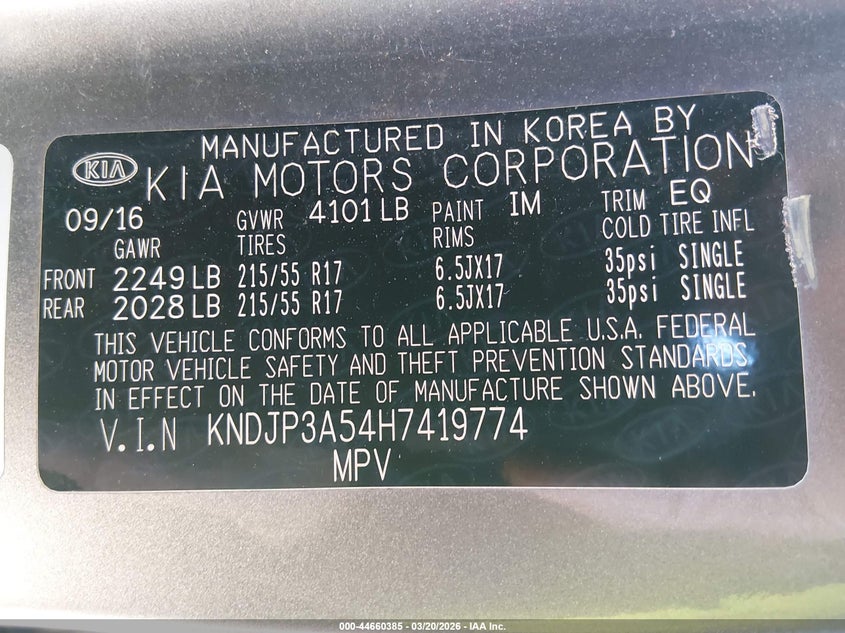 MANUFACTURED IN KOREA BY
KIA KIA MOTORS CORPORATION
09/16 GVWR 4101 LB PAINT IM TRIM EQ
GAWR TIRES RIMS COLD TIRE INFL
FRONT 2249 LB 215/55 R17 6.5JX17 35psi SINGLE
REAR 2028 LB 215/55 R17 6.5JX17 35psi SINGLE
THIS VEHICLE CONFORMS TO ALL APPLICABLE U.S.A. FEDERAL
MOTOR VEHICLE SAFETY AND THEFT PREVENTION STANDARDS
IN EFFECT ON THE DATE OF MANUFACTURE SHOWN ABOVE.
V.I.N KNDJP3A54H7419774
MPV
000-44660385 - 03/20/2026 - IAA Inc.